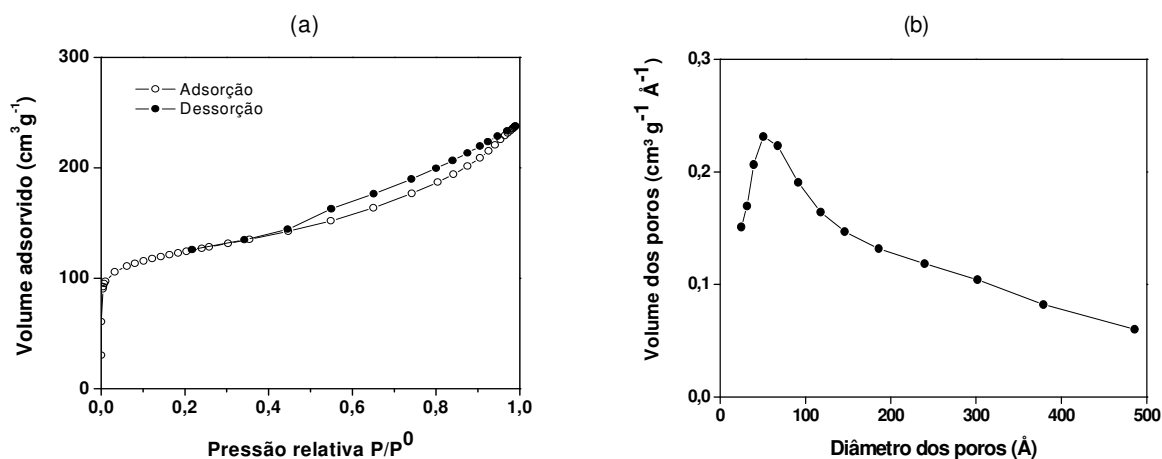 (a)
300
200
100
0
Volume adsorvido (cm³g⁻¹)
Adsorção
Dessorção
0,0 0,2 0,4 0,6 0,8 1,0
Pressão relativa P/P⁰
(b)
0,3
0,2
0,1
0,0
Volume dos poros (cm³ g⁻¹ Å⁻¹)
0 100 200 300 400 500
Diâmetro dos poros (Å)